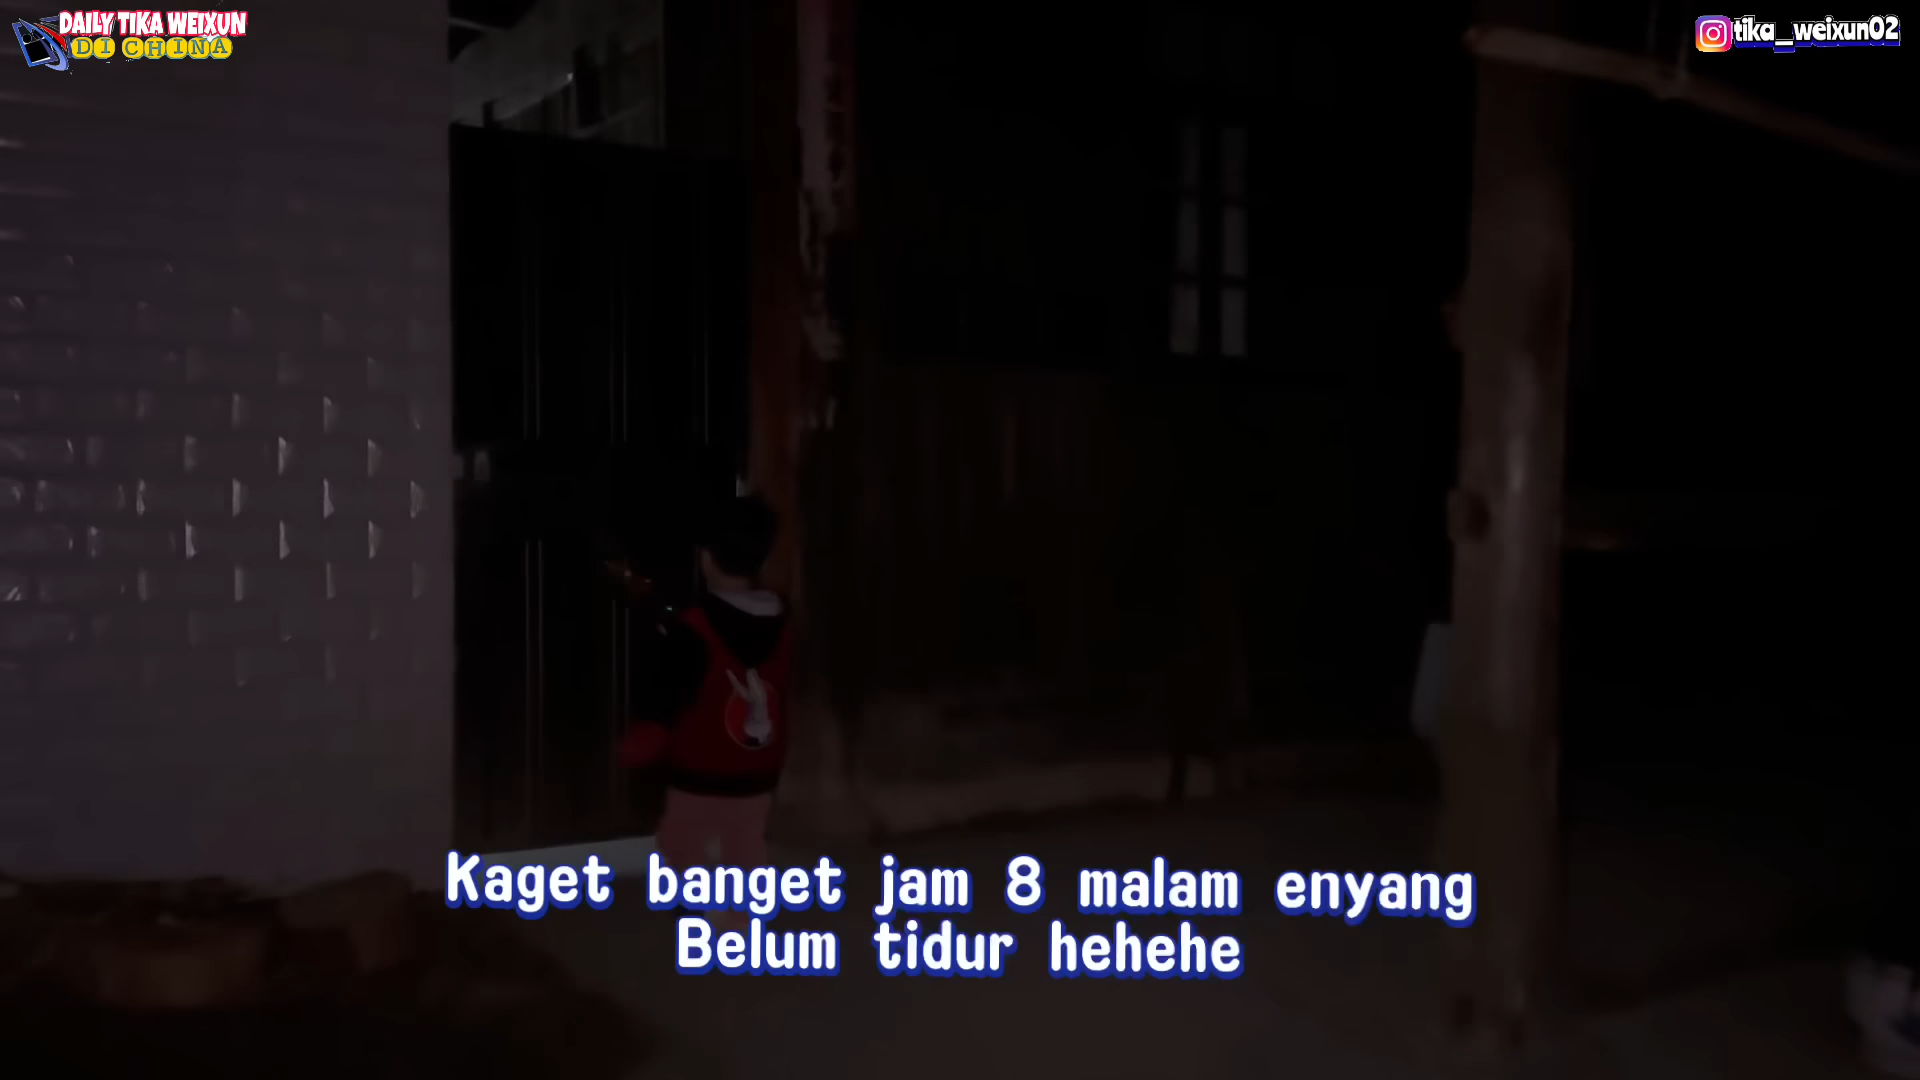 DAILY TIKA WEIXUN
DI CHINA
tika_weixun02
Kaget banget jam 8 malam enyang
Belum tidur hehehe